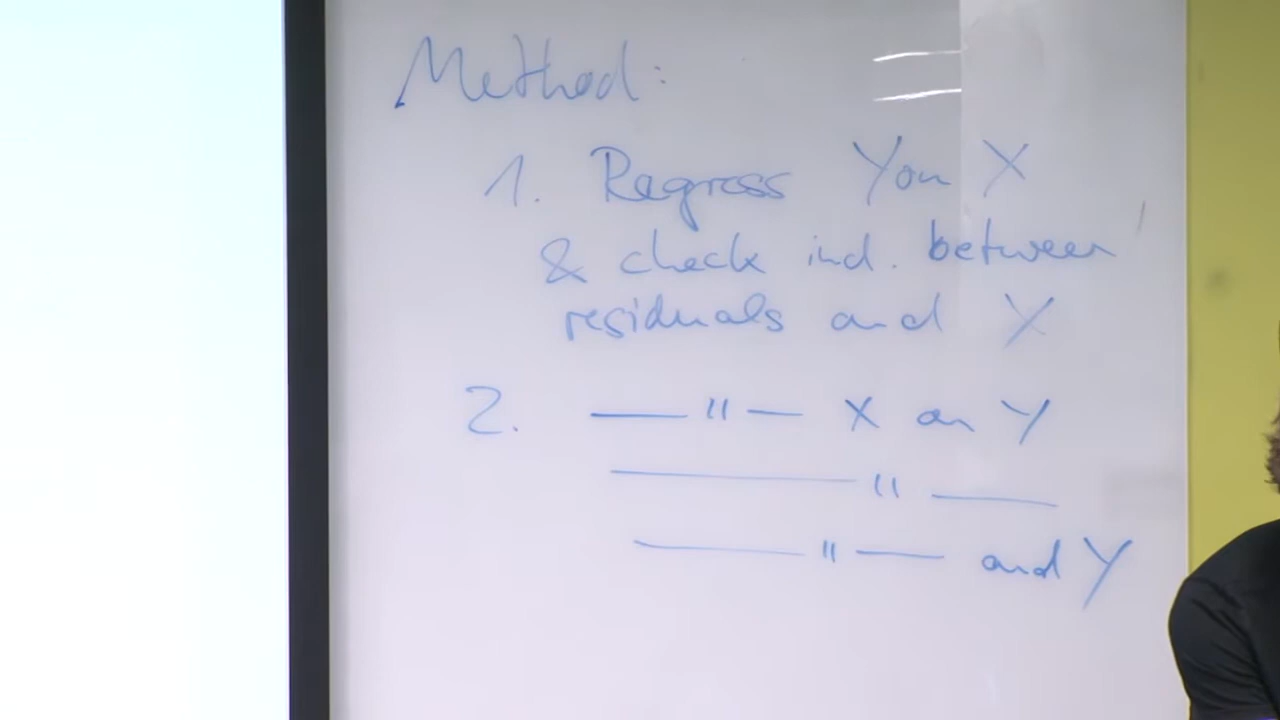 Method:
1. Regress Y on X
& check ind. between
residuals and X
2. —"— X on Y
—"—
—"— and Y